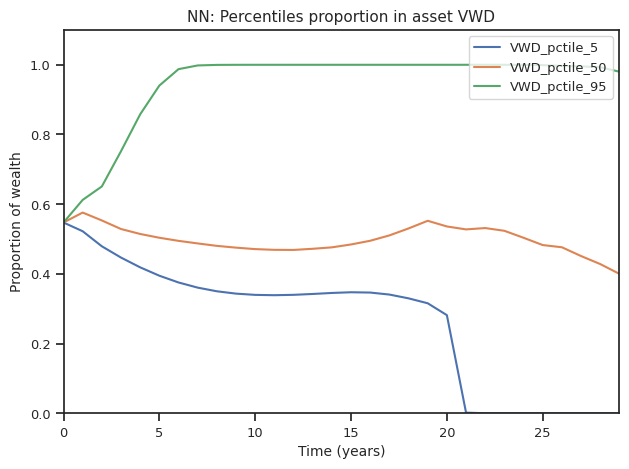 NN: Percentiles proportion in asset VWD
VWD_pctile_5
VWD_pctile_50
VWD_pctile_95
Proportion of wealth
1.0
0.8
0.6
0.4
0.2
0.0
0 5 10 15 20 25
Time (years)